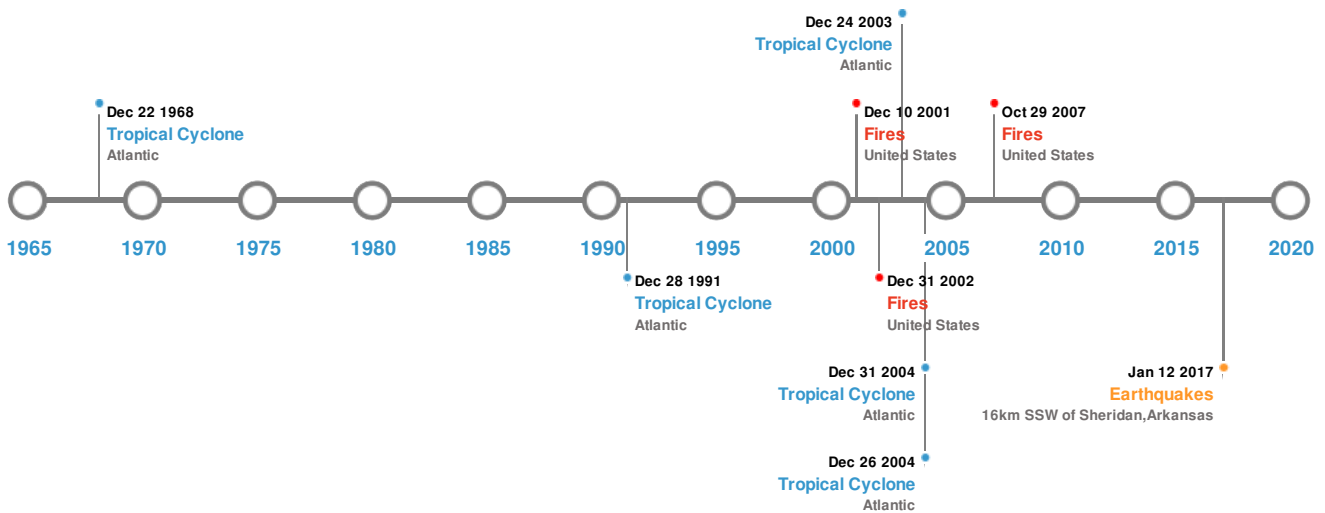 Dec 24 2003
Tropical Cyclone
Atlantic
Dec 22 1968
Tropical Cyclone
Atlantic
Dec 10 2001
Fires
United States
Oct 29 2007
Fires
United States
1965
1970
1975
1980
1985
1990
1995
2000
2005
2010
2015
2020
Dec 28 1991
Tropical Cyclone
Atlantic
Dec 31 2002
Fires
United States
Dec 31 2004
Tropical Cyclone
Atlantic
Jan 12 2017
Earthquakes
16km SSW of Sheridan,Arkansas
Dec 26 2004
Tropical Cyclone
Atlantic